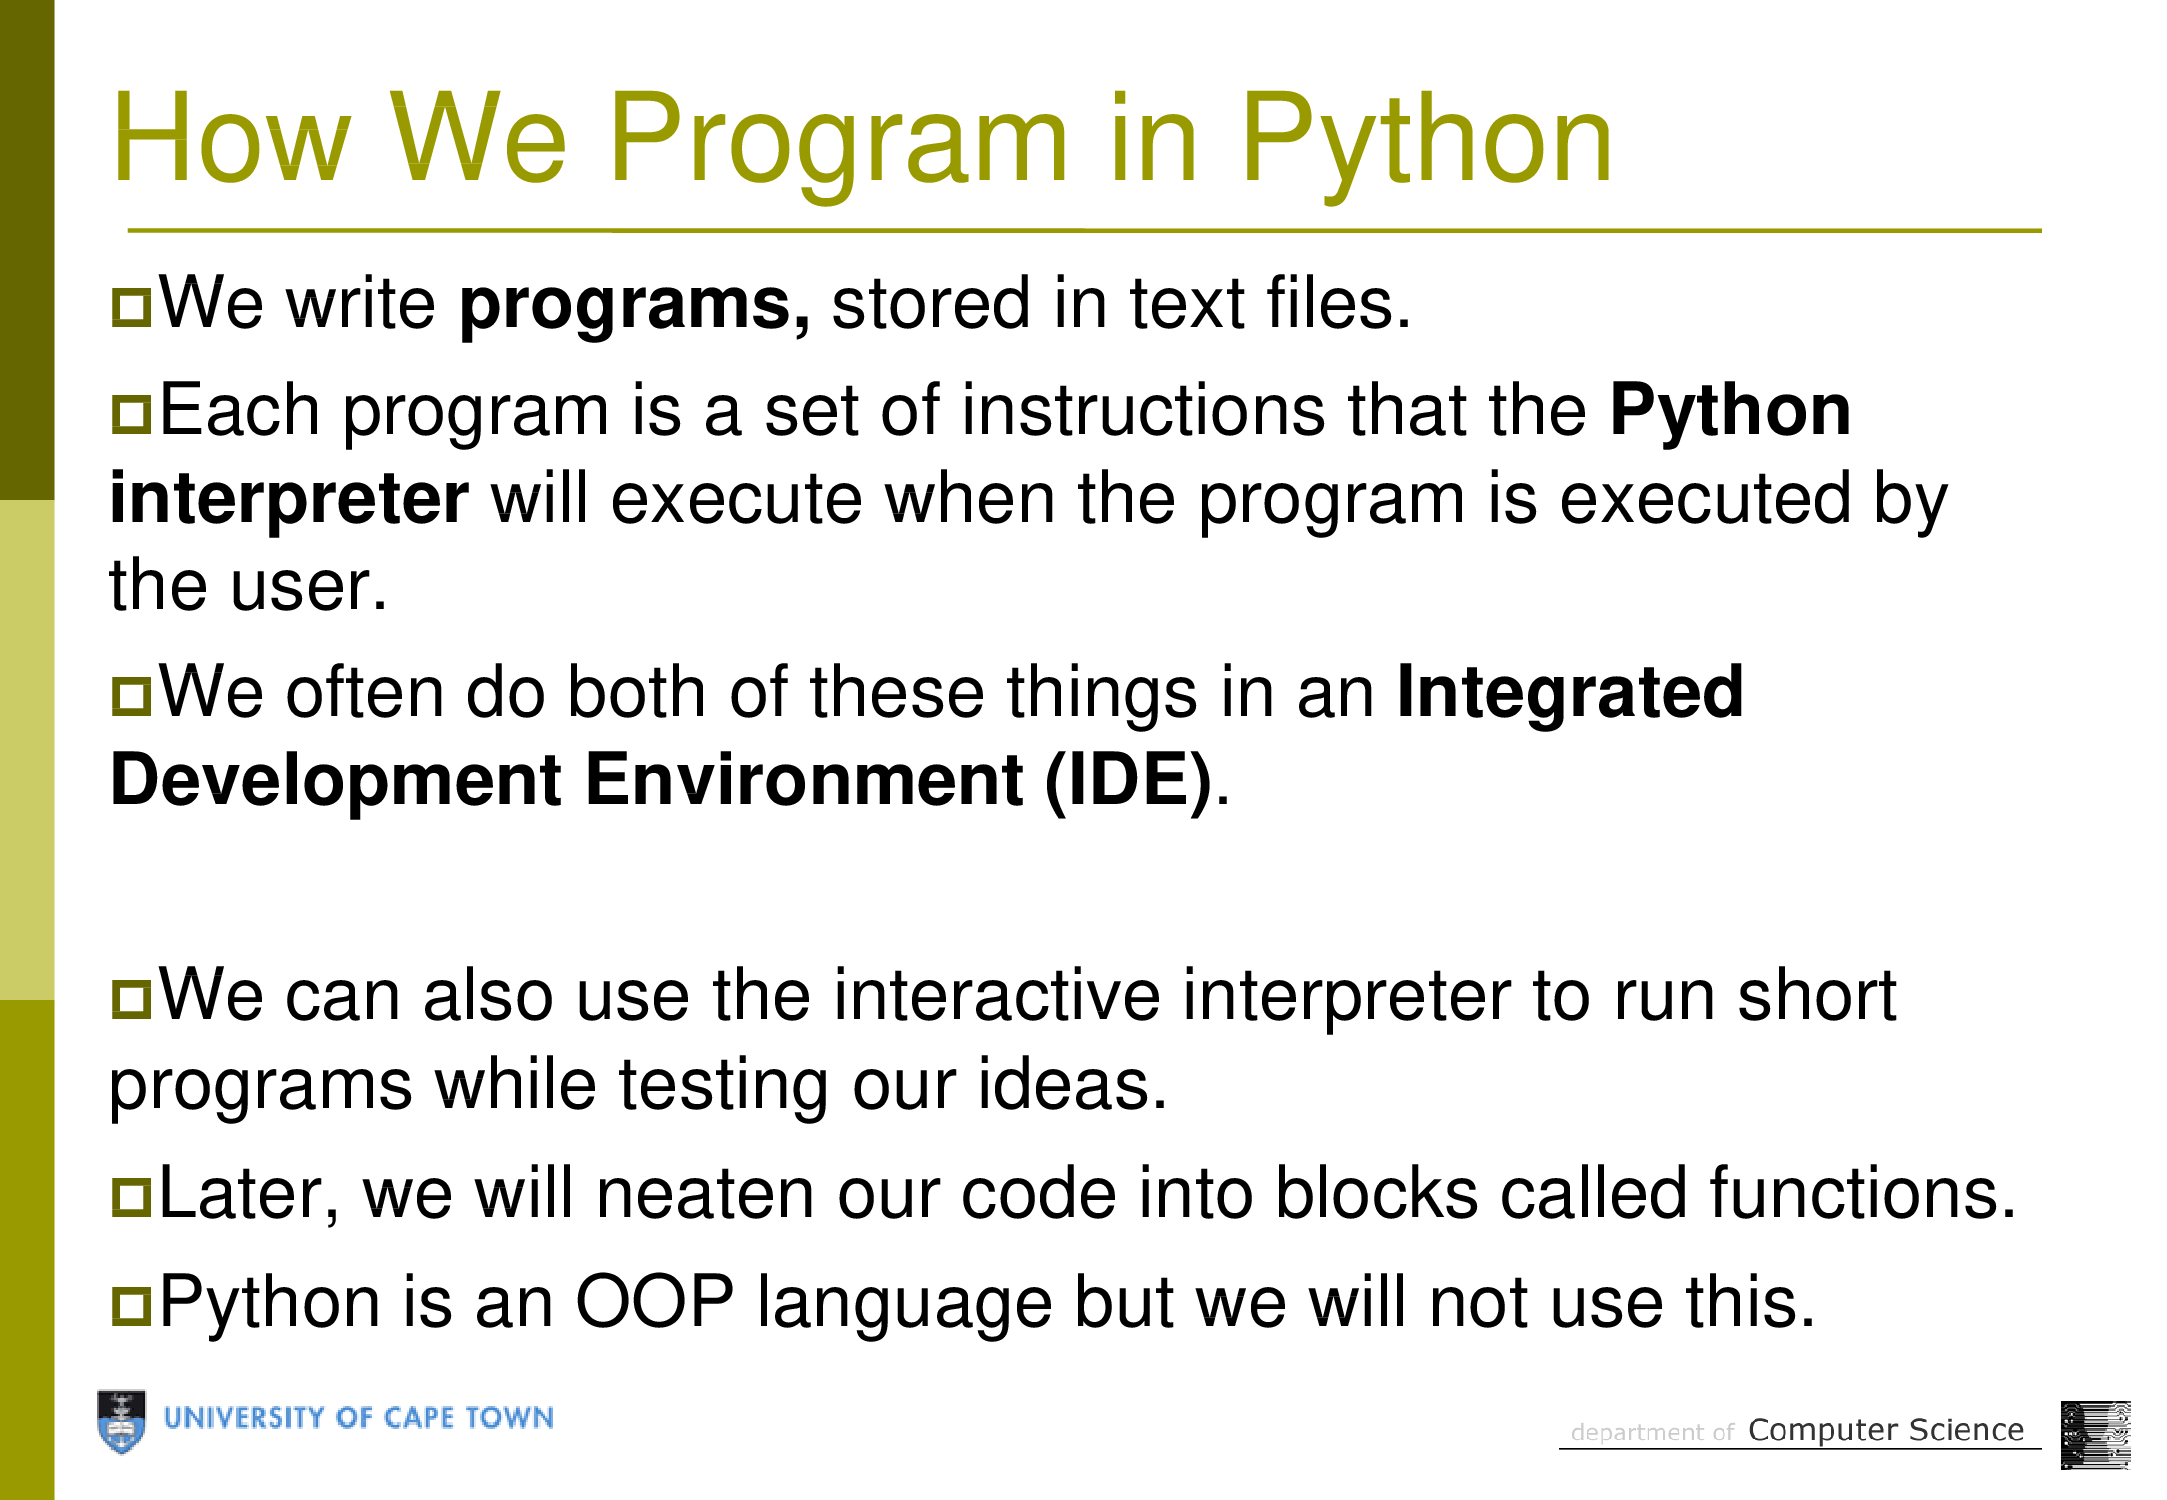 How We Program in Python
We write programs, stored in text files.
Each program is a set of instructions that the Python
interpreter will execute when the program is executed by
the user.
We often do both of these things in an Integrated
Development Environment (IDE).
We can also use the interactive interpreter to run short
programs while testing our ideas.
Later, we will neaten our code into blocks called functions.
Python is an OOP language but we will not use this.
UNIVERSITY OF CAPE TOWN
department of Computer Science